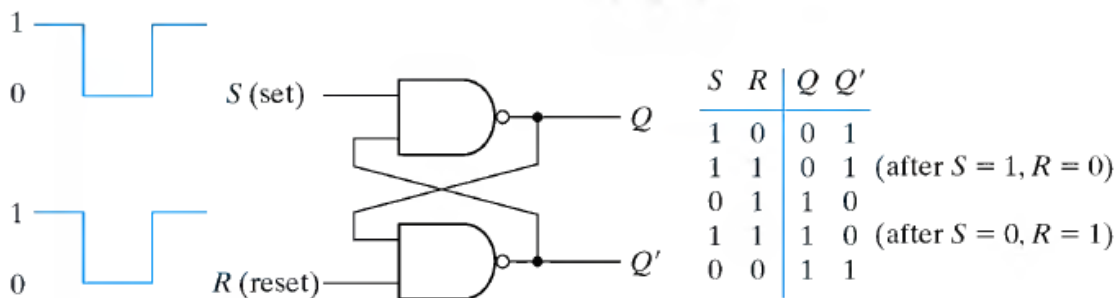 1
0
S (set)
Q
1
0
R (reset)
Q′
S R Q Q′
1 0 0 1
1 1 0 1 (after S = 1, R = 0)
0 1 1 0
1 1 1 0 (after S = 0, R = 1)
0 0 1 1